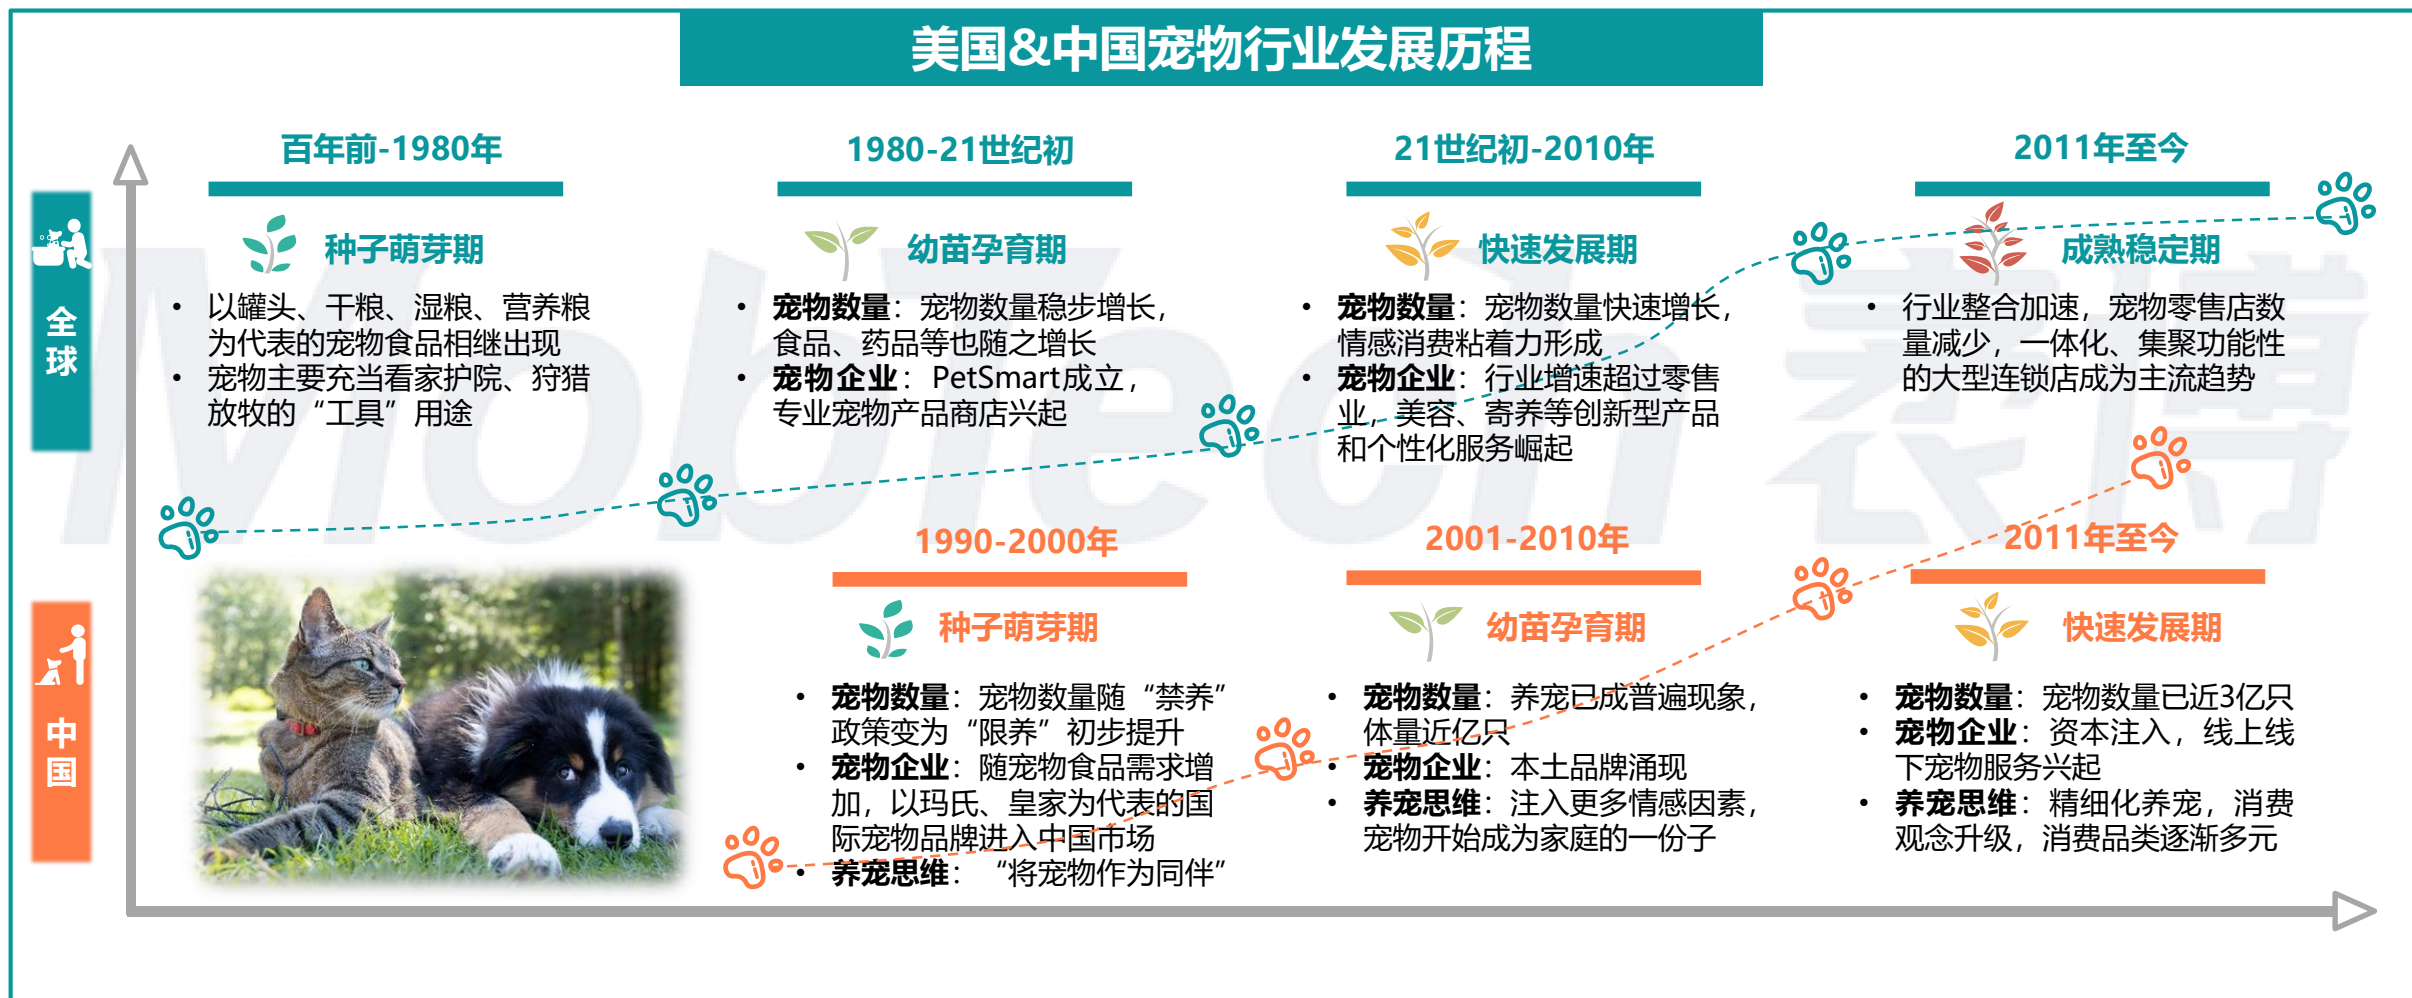 美国&中国宠物行业发展历程
全球
百年前-1980年
种子萌芽期
• 以罐头、干粮、湿粮、营养粮
为代表的宠物食品相继出现
• 宠物主要充当看家护院、狩猎
放牧的“工具”用途
1980-21世纪初
幼苗孕育期
• 宠物数量：宠物数量稳步增长，
食品、药品等也随之增长
• 宠物企业：PetSmart成立，
专业宠物产品商店兴起
21世纪初-2010年
快速发展期
• 宠物数量：宠物数量快速增长，
情感消费粘着力形成
• 宠物企业：行业增速超过零售
业，美容、寄养等创新型产品
和个性化服务崛起
2011年至今
成熟稳定期
• 行业整合加速，宠物零售店数
量减少，一体化、集聚功能性
的大型连锁店成为主流趋势
中国
1990-2000年
种子萌芽期
• 宠物数量：宠物数量随“禁养”
政策变为“限养”初步提升
• 宠物企业：随宠物食品需求增
加，以玛氏、皇家为代表的国
际宠物品牌进入中国市场
• 养宠思维：“将宠物作为同伴”
2001-2010年
幼苗孕育期
• 宠物数量：养宠已成普遍现象，
体量近亿只
• 宠物企业：本土品牌涌现
• 养宠思维：注入更多情感因素，
宠物开始成为家庭的一份子
2011年至今
快速发展期
• 宠物数量：宠物数量已近3亿只
• 宠物企业：资本注入，线上线
下宠物服务兴起
• 养宠思维：精细化养宠，消费
观念升级，消费品类逐渐多元
MobTech 袤博